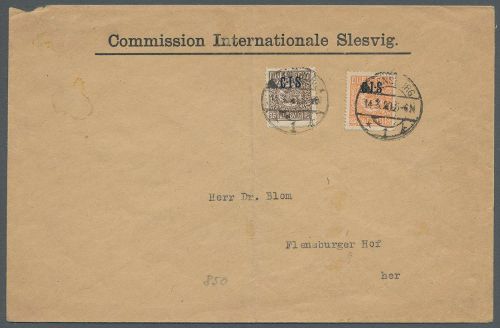 Commission Internationale Slesvig.
C·I·S C·I·S
Herr Dr. Blom
Flensburger Hof
her
850